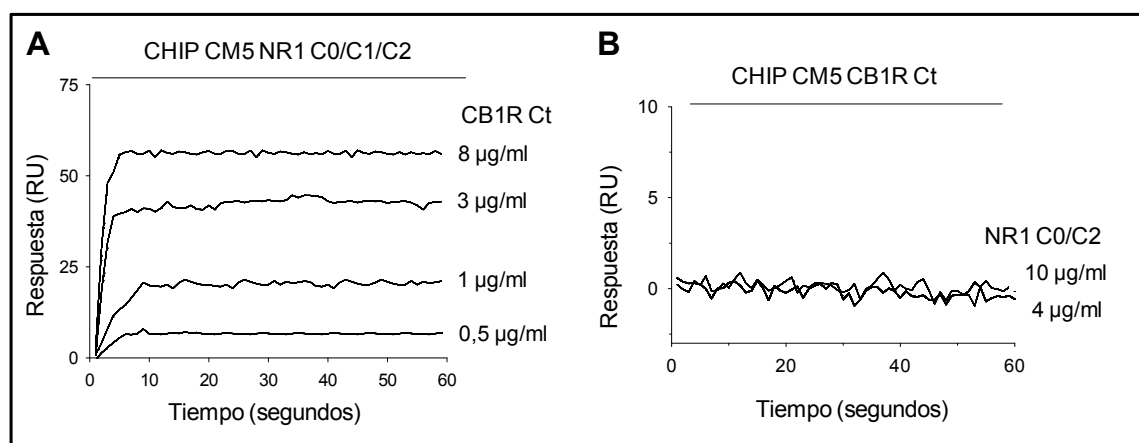 A
CHIP CM5 NR1 C0/C1/C2
75
50
25
0
Respuesta (RU)
CB1R Ct
8 µg/ml
3 µg/ml
1 µg/ml
0,5 µg/ml
0 10 20 30 40 50 60
Tiempo (segundos)
B
CHIP CM5 CB1R Ct
10
5
0
Respuesta (RU)
NR1 C0/C2
10 µg/ml
4 µg/ml
0 20 40 60
Tiempo (segundos)